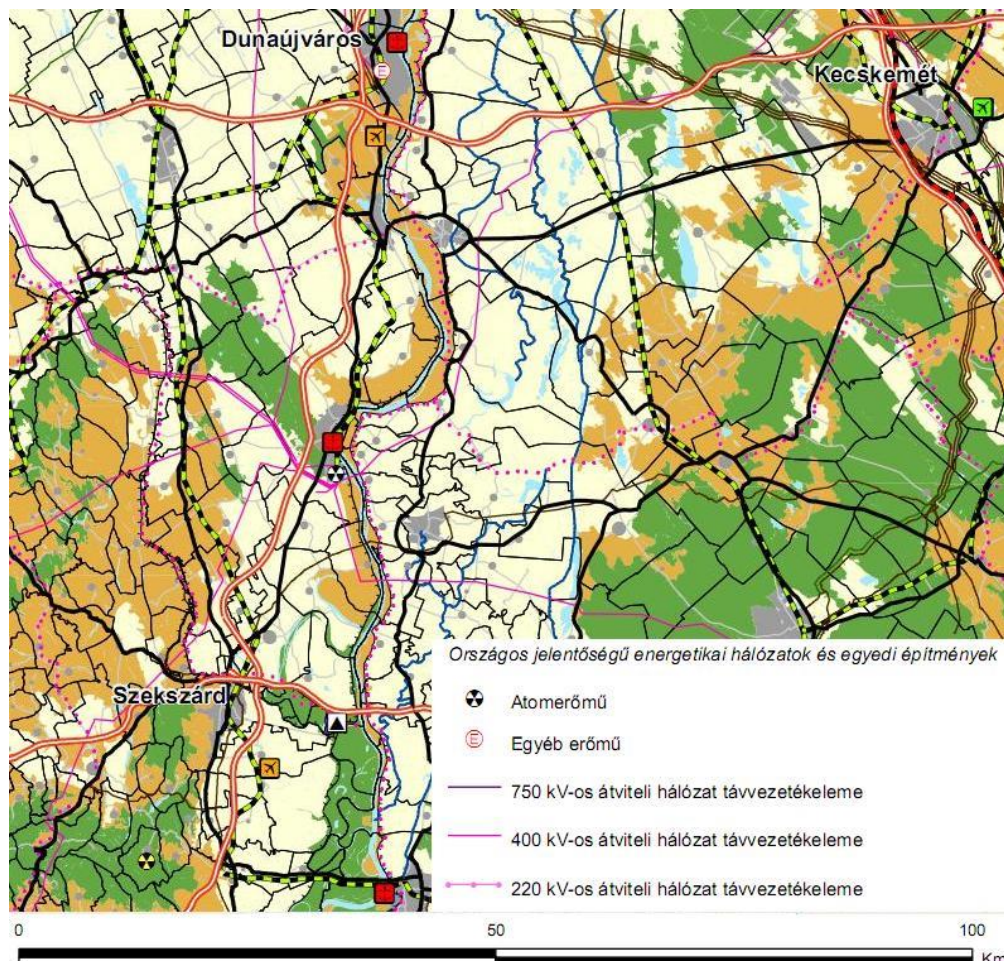 Dunaújváros
E
Kecskemét
Országos jelentőségű energetikai hálózatok és egyedi építmények
Szekszárd
Atomerőmű
E Egyéb erőmű
750 kV-os átviteli hálózat távvezetékeleme
400 kV-os átviteli hálózat távvezetékeleme
220 kV-os átviteli hálózat távvezetékeleme
0 50 100
Km